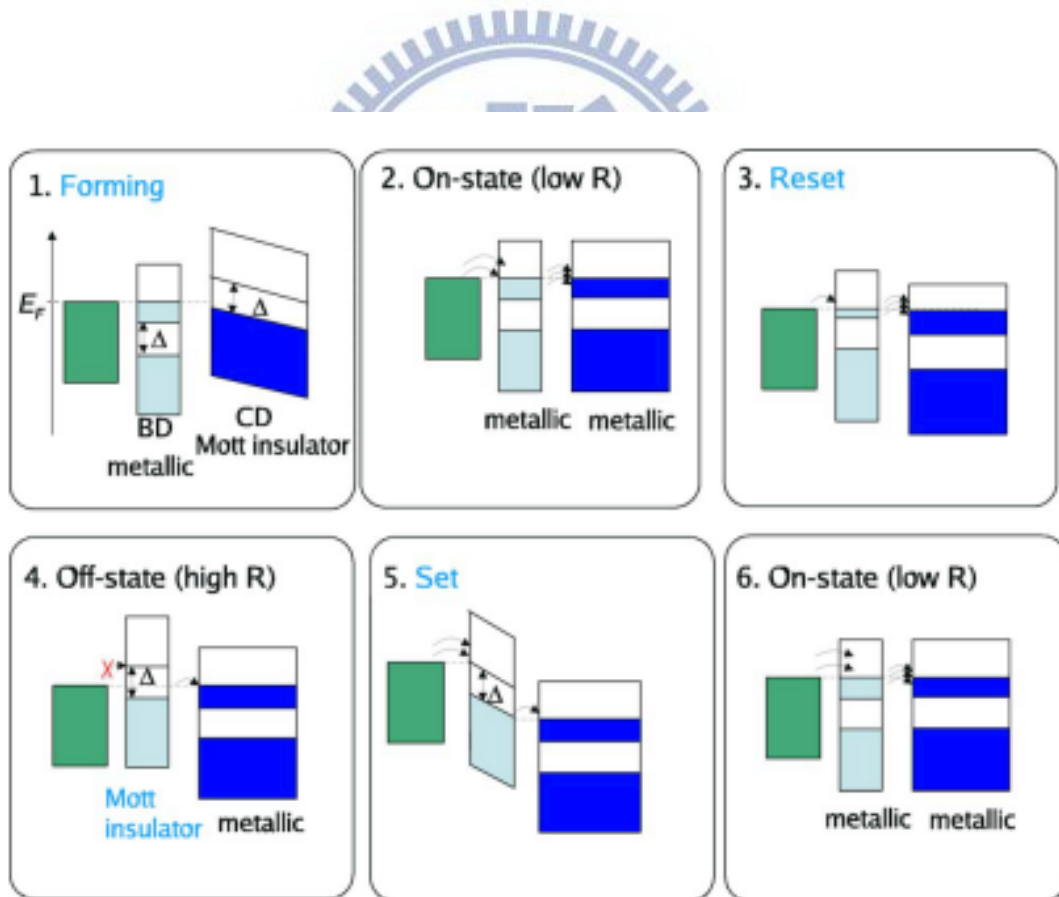 1. Forming
E_F
Δ
Δ
BD
metallic
CD
Mott insulator
2. On-state (low R)
metallic metallic
3. Reset
4. Off-state (high R)
X
Δ
Mott
insulator
metallic
5. Set
Δ
6. On-state (low R)
metallic metallic